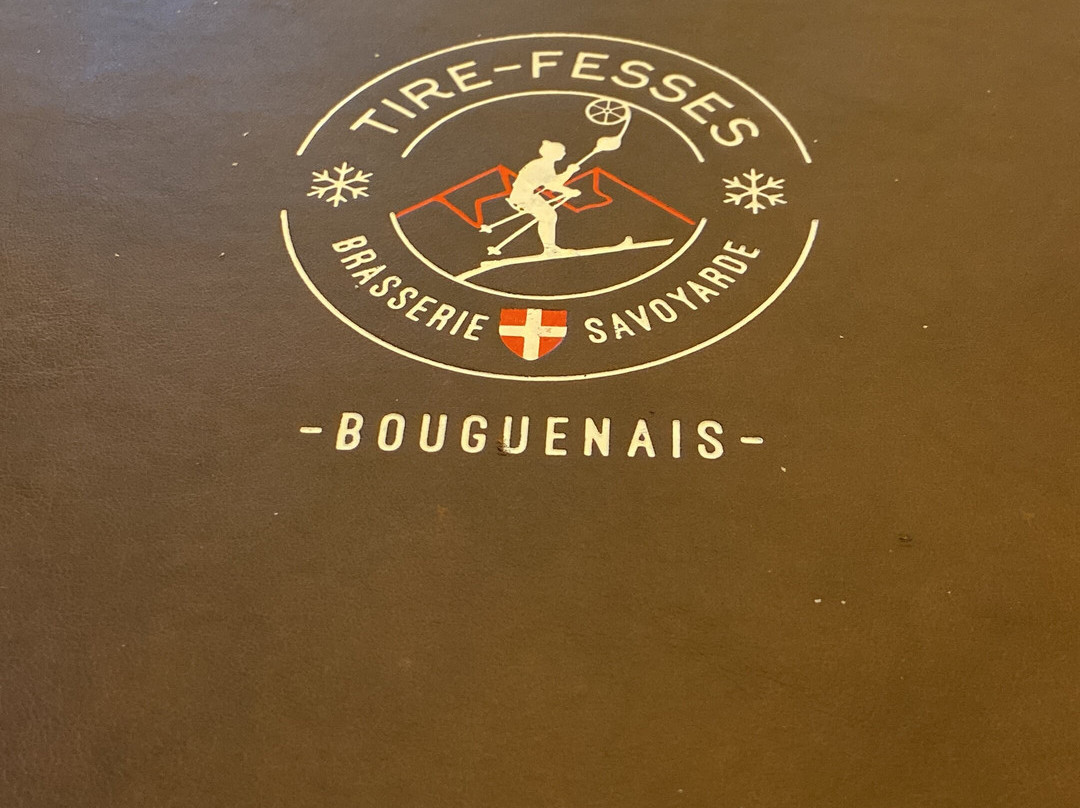 TIRE-FESSES
BRASSERIE SAVOYARDE
-BOUGUENAIS-